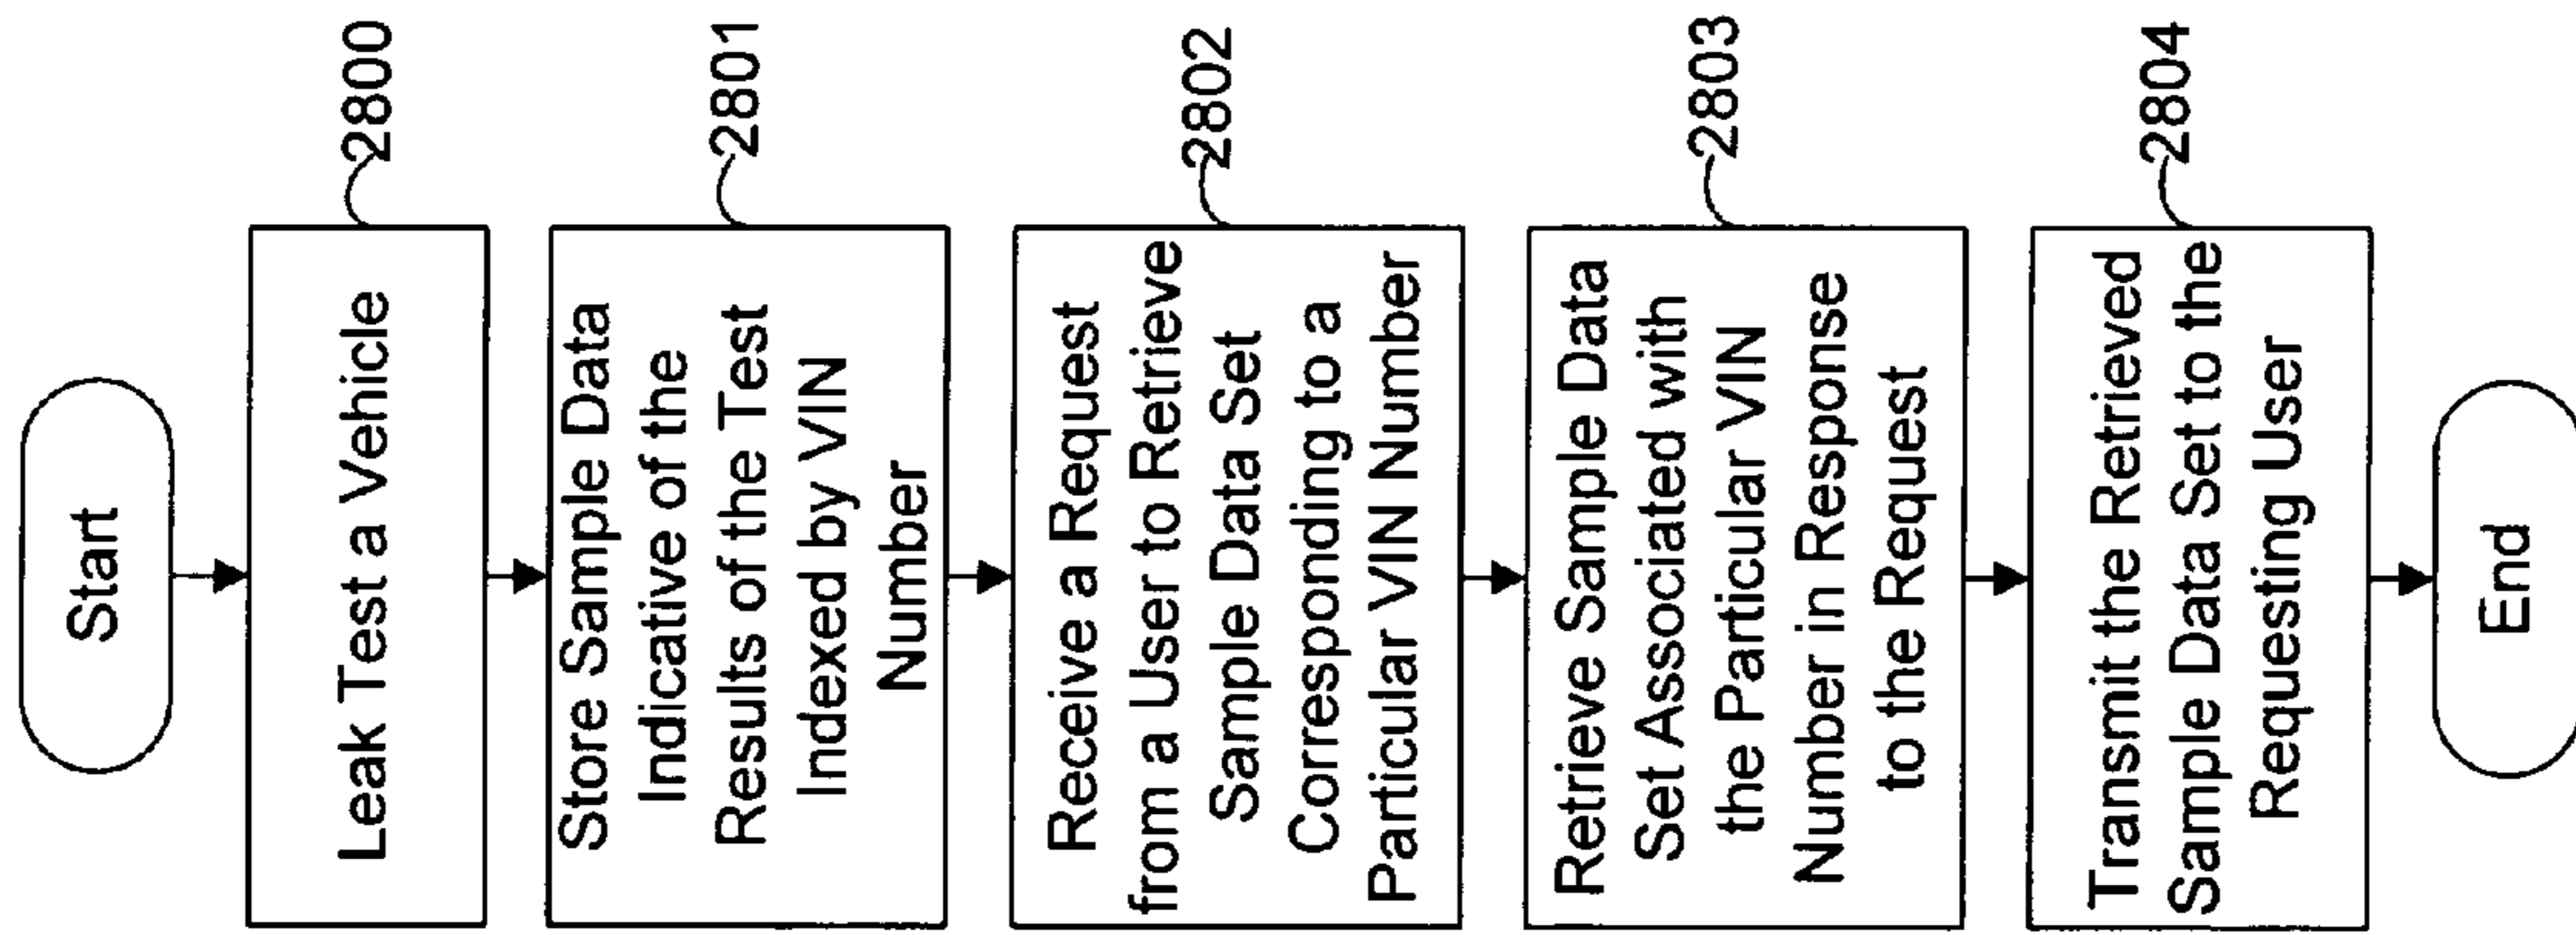 Start
Leak Test a Vehicle
2800
Store Sample Data
Indicative of the
Results of the Test
Indexed by VIN
Number
2801
Receive a Request
from a User to Retrieve
Sample Data Set
Corresponding to a
Particular VIN Number
2802
Retrieve Sample Data
Set Associated with
the Particular VIN
Number in Response
to the Request
2803
Transmit the Retrieved
Sample Data Set to the
Requesting User
2804
End